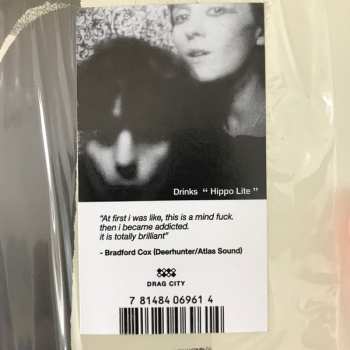 Drinks " Hippo Lite "
"At first i was like, this is a mind fuck.
then i became addicted.
it is totally brilliant"
- Bradford Cox (Deerhunter/Atlas Sound)
DRAG CITY
7 81484 06961 4